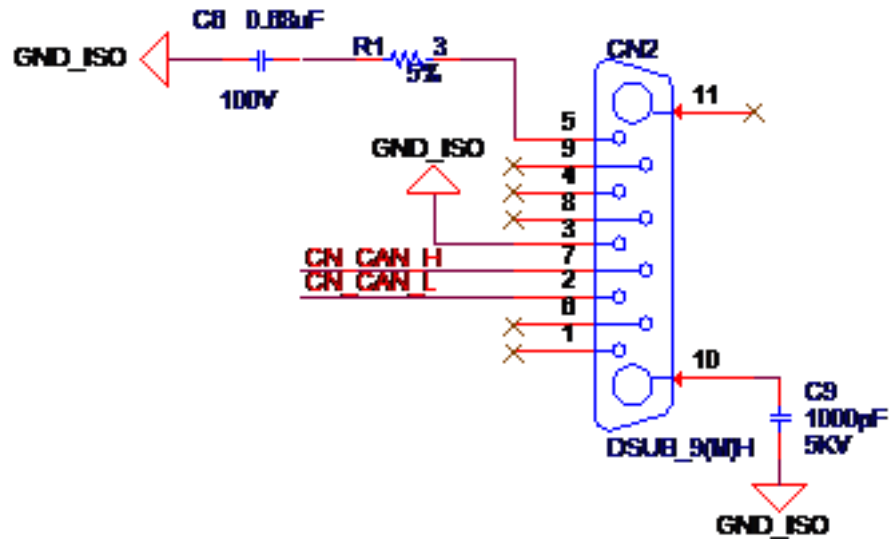 C8 0.68uF
R1 3
CN2
GND_ISO
5%
100V
11
5
GND_ISO
9
4
8
3
CN_CAN_H
7
CN_CAN_L
2
6
1
10
C9
1000pF
5KV
DSUB_9(M)H
GND_ISO